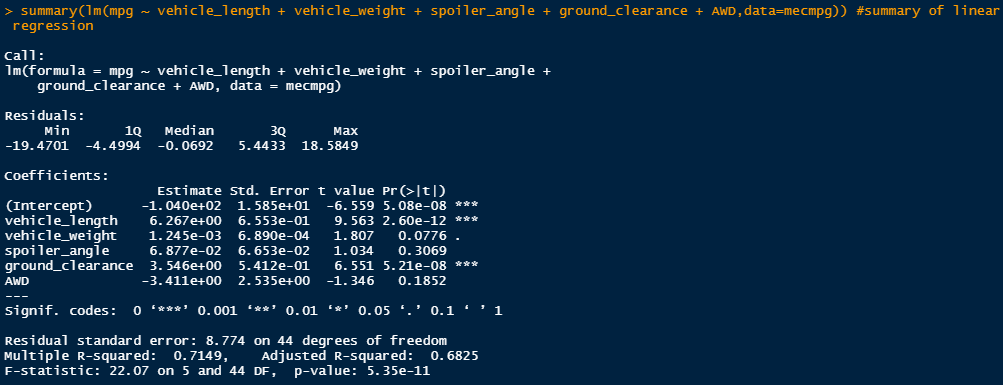 > summary(lm(mpg ~ vehicle_length + vehicle_weight + spoiler_angle + ground_clearance + AWD,data=mecmpg)) #summary of linear
regression
Call:
lm(formula = mpg ~ vehicle_length + vehicle_weight + spoiler_angle +
    ground_clearance + AWD, data = mecmpg)
Residuals:
     Min       1Q   Median       3Q      Max
-19.4701  -4.4994  -0.0692   5.4433  18.5849
Coefficients:
                   Estimate Std. Error t value Pr(>|t|)
(Intercept)      -1.040e+02  1.585e+01  -6.559 5.08e-08 ***
vehicle_length    6.267e+00  6.553e-01   9.563 2.60e-12 ***
vehicle_weight    1.245e-03  6.890e-04   1.807   0.0776 .
spoiler_angle     6.877e-02  6.653e-02   1.034   0.3069
ground_clearance  3.546e+00  5.412e-01   6.551 5.21e-08 ***
AWD              -3.411e+00  2.535e+00  -1.346   0.1852
---
Signif. codes:  0 ‘***’ 0.001 ‘**’ 0.01 ‘*’ 0.05 ‘.’ 0.1 ‘ ’ 1
Residual standard error: 8.774 on 44 degrees of freedom
Multiple R-squared:  0.7149,    Adjusted R-squared:  0.6825
F-statistic: 22.07 on 5 and 44 DF,  p-value: 5.35e-11